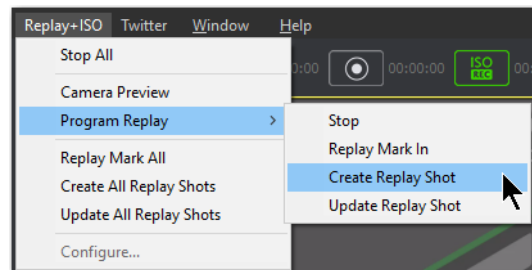 Replay+ISO Twitter Window Help
Stop All
0:00 00:00:00 ISO REC 00:
Camera Preview
Program Replay >
Stop
Replay Mark In
Replay Mark All
Create Replay Shot
Create All Replay Shots
Update Replay Shot
Update All Replay Shots
Configure...